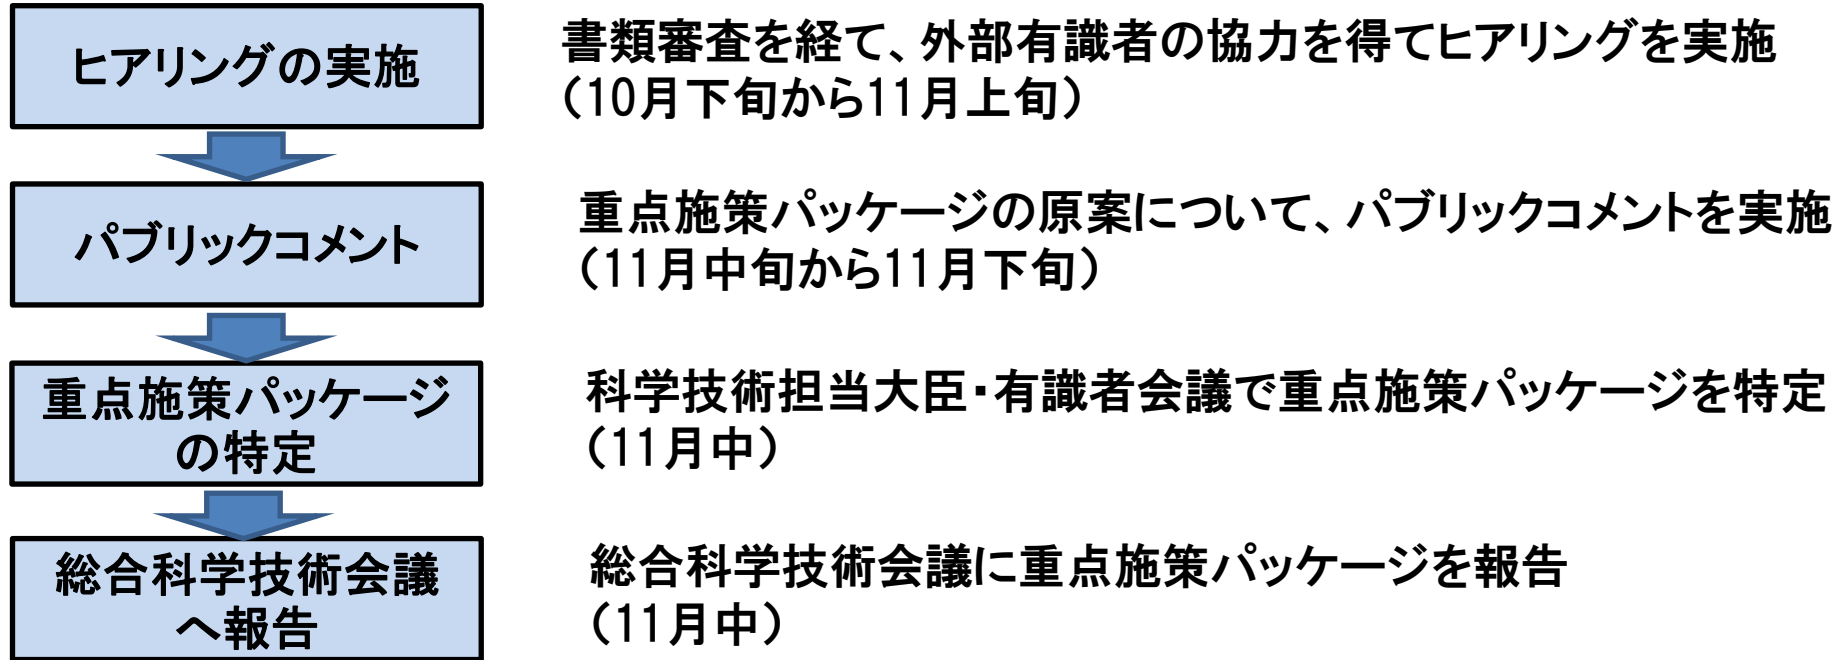 ヒアリングの実施
書類審査を経て、外部有識者の協力を得てヒアリングを実施
（10月下旬から11月上旬）
パブリックコメント
重点施策パッケージの原案について、パブリックコメントを実施
（11月中旬から11月下旬）
重点施策パッケージ
の特定
科学技術担当大臣・有識者会議で重点施策パッケージを特定
（11月中）
総合科学技術会議
へ報告
総合科学技術会議に重点施策パッケージを報告
（11月中）